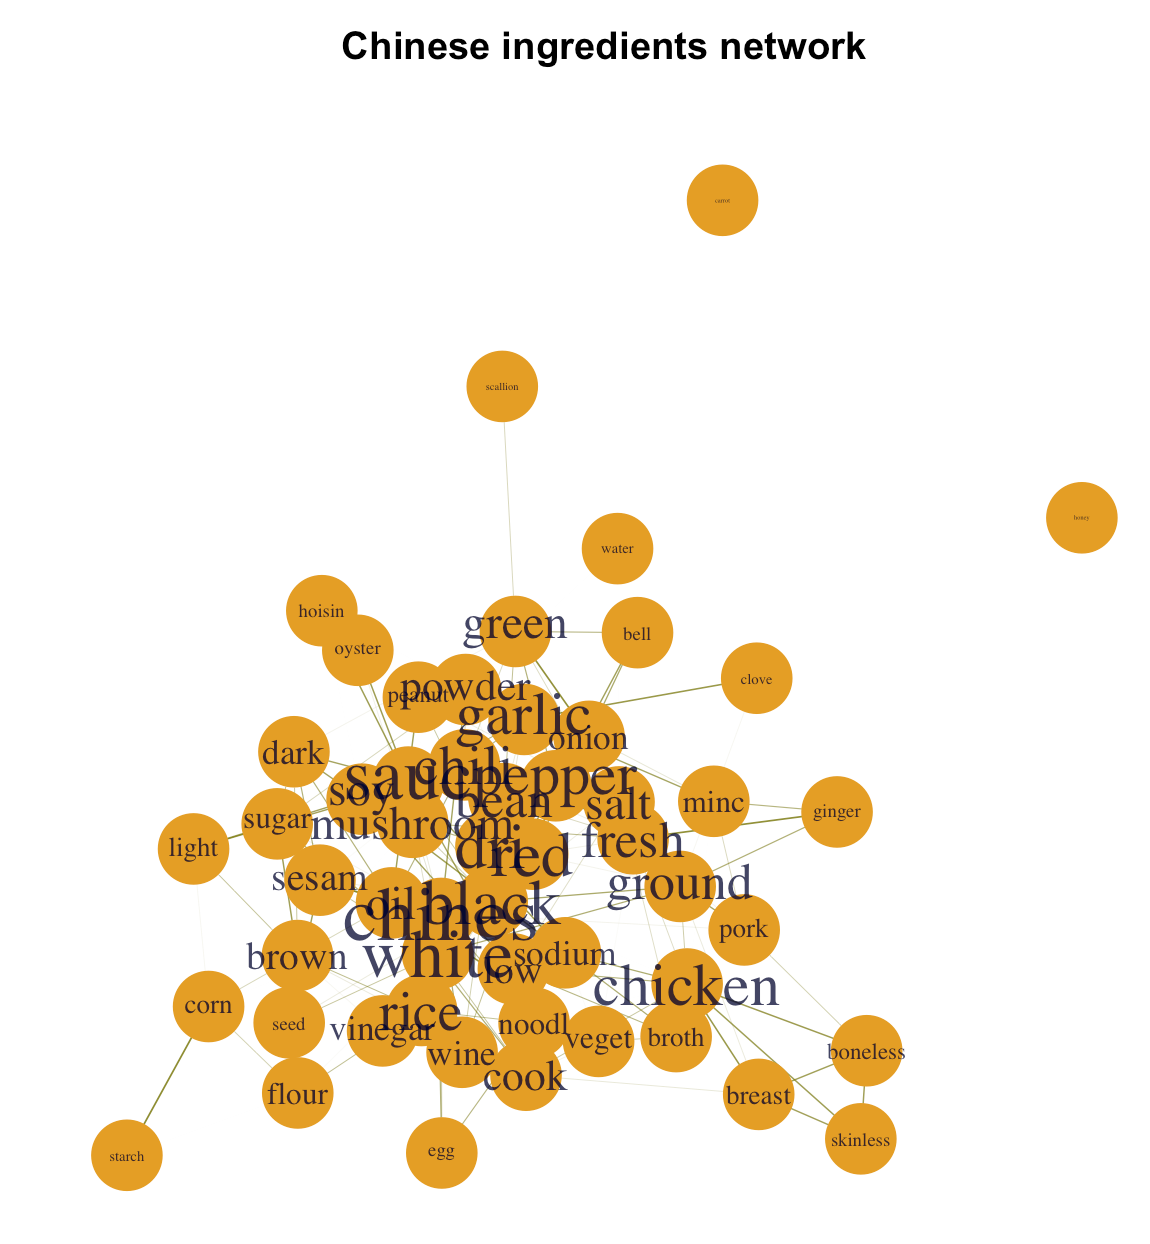 Chinese ingredients network
carrot
scallion
honey
water
hoisin
green
bell
oyster
clove
peanut
powder
garlic
onion
dark
chili
sauc
pepper
soy
bean
salt
minc
ginger
sugar
mushroom
light
dri
red
fresh
sesam
oil
black
ground
chines
pork
brown
white
low
sodium
chicken
corn
seed
vinegar
rice
noodl
veget
broth
boneless
wine
cook
flour
breast
starch
egg
skinless